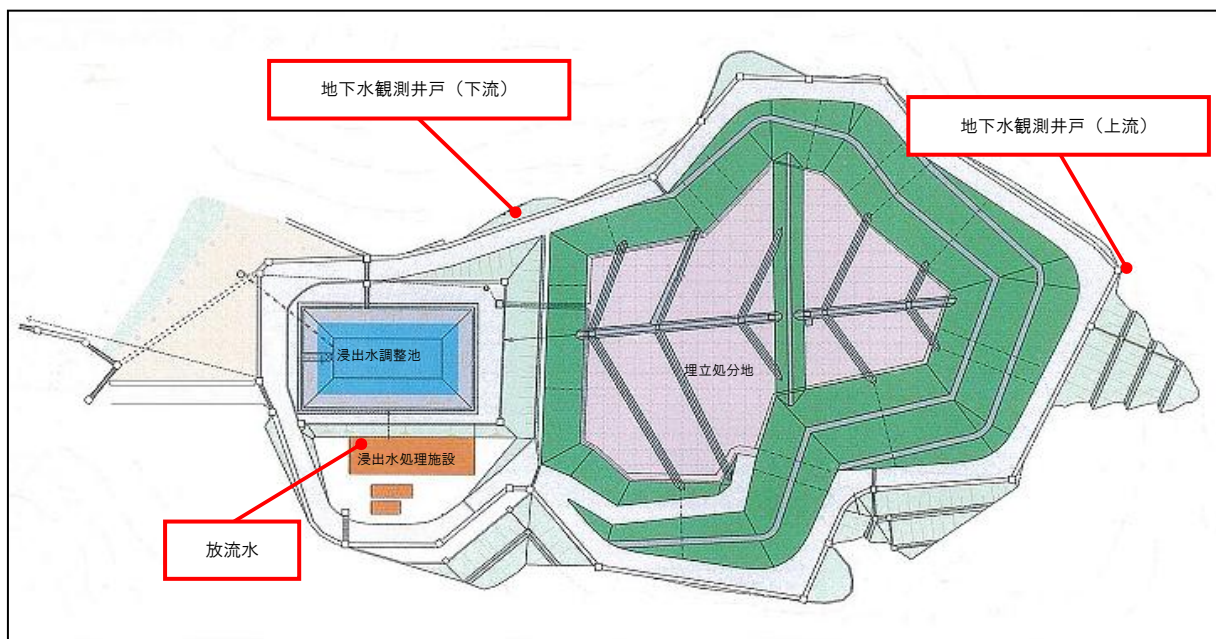 地下水観測井戸（下流）
地下水観測井戸（上流）
浸出水調整池
埋立処分地
浸出水処理施設
放流水